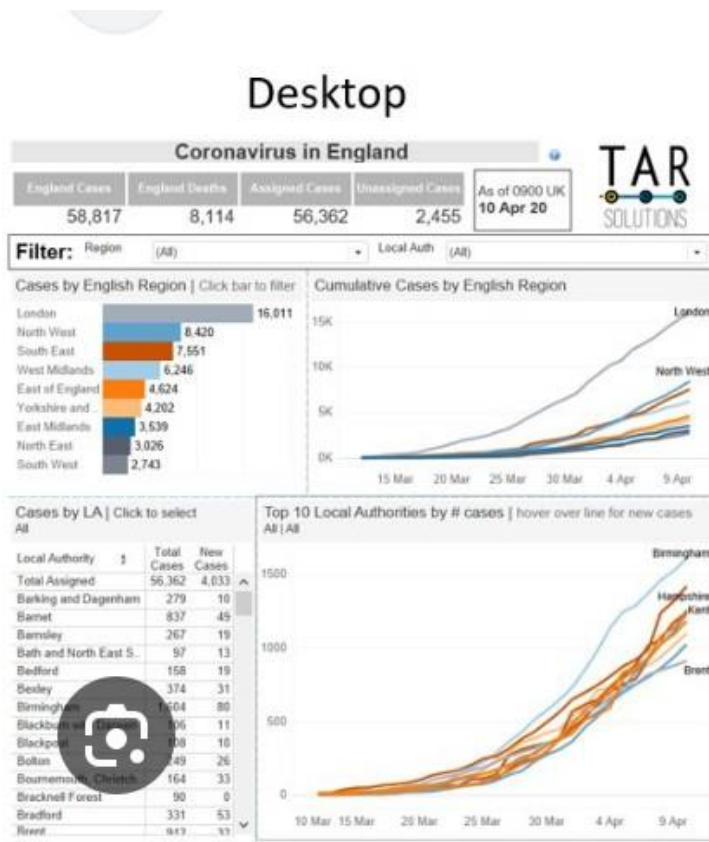 Desktop
Coronavirus in England
England Cases England Deaths Assigned Cases Unassigned Cases
58,817 8,114 56,362 2,455
As of 0900 UK
10 Apr 20
TAR
SOLUTIONS
Filter: Region (All) Local Auth (All)
Cases by English Region | Click bar to filter
London 16,011
North West 8,420
South East 7,551
West Midlands 6,246
East of England 4,624
Yorkshire and .. 4,202
East Midlands 3,539
North East 3,026
South West 2,743
Cumulative Cases by English Region
15K
10K
5K
0K
London
North West
15 Mar 20 Mar 25 Mar 30 Mar 4 Apr 9 Apr
Cases by LA | Click to select
All
Local Authority Total Cases New Cases
Total Assigned 56,362 4,033
Barking and Dagenham 279 10
Barnet 837 49
Barnsley 267 19
Bath and North East S.. 97 13
Bedford 158 19
Bexley 374 31
Birmingham 1,604 80
Blackburn 106 11
Blackpool 108 10
Bolton 249 26
Bournemouth, 164 33
Bracknell Forest 90 0
Bradford 331 53
Brent
Top 10 Local Authorities by # cases | hover over line for new cases
All | All
1500
1000
500
0
Birmingham
Hampshire
Kent
Brent
10 Mar 15 Mar 20 Mar 25 Mar 30 Mar 4 Apr 9 Apr